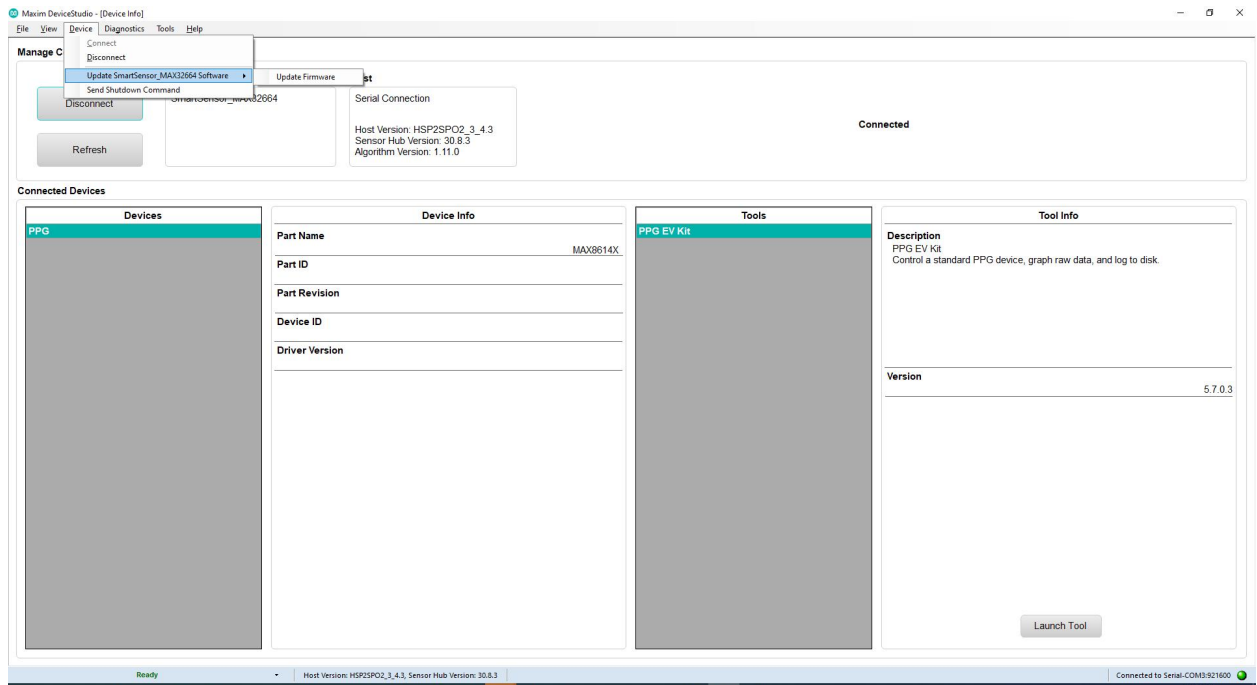 Maxim DeviceStudio - [Device Info]
File View Device Diagnostics Tools Help
Connect
Disconnect
Update SmartSensor_MAX32664 Software
Update Firmware
Send Shutdown Command
Manage C
st
Disconnect
Refresh
SmartSensor_MAX32664
Serial Connection
Host Version: HSP2SPO2_3_4.3
Sensor Hub Version: 30.8.3
Algorithm Version: 1.11.0
Connected
Connected Devices
Devices
PPG
Device Info
Part Name
MAX8614X
Part ID
Part Revision
Device ID
Driver Version
Tools
PPG EV Kit
Tool Info
Description
PPG EV Kit
Control a standard PPG device, graph raw data, and log to disk.
Version
5.7.0.3
Launch Tool
Ready
Host Version: HSP2SPO2_3_4.3, Sensor Hub Version: 30.8.3
Connected to Serial-COM3:921600